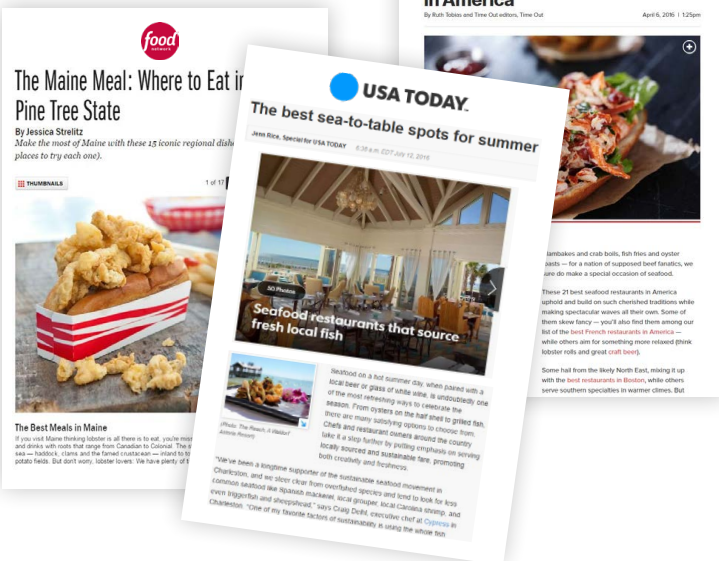 food
network
The Maine Meal: Where to Eat in
Pine Tree State
By Jessica Strelitz
Make the most of Maine with these 15 iconic regional dish
places to try each one).
THUMBNAILS
1 of 17
The Best Meals in Maine
If you visit Maine thinking lobster is all there is to eat, you're miss
and drinks with roots that range from Canadian to Colonial. The
sea — haddock, clams and the famed crustacean — inland to
potato fields. But don't worry, lobster lovers: We have plenty of
USA TODAY
The best sea-to-table spots for summer
Jenn Rice, Special for USA TODAY
EDT July 12, 2016
50 Photos
Seafood restaurants that source
fresh local fish
Seafood on a hot summer day, when paired with a
local beer or glass of white wine, is undoubtedly one
of the most refreshing ways to celebrate the
season. From oysters on the half shell to grilled fish,
there are many satisfying options to choose from.
Chefs and restaurant owners around the country
take it a step further by putting emphasis on serving
locally sourced and sustainable fare, promoting
both creativity and freshness.
(Photo: The Reach, A Waldorf
Astoria Resort)
"We've been a longtime supporter of the sustainable seafood movement in
Charleston, and we steer clear from overfished species and tend to look for less
common seafood like Spanish mackerel, local grouper, local Carolina shrimp, and
even triggerfish and sheepshead," says Craig Deihl, executive chef at Cypress in
Charleston. "One of my favorite factors of sustainability is using the whole fish
in America
By Ruth Tobias and Time Out editors, Time Out
April 6, 2016 | 1:25pm
lambakes and crab boils, fish fries and oyster
oasts — for a nation of supposed beef fanatics, we
ure do make a special occasion of seafood.
These 21 best seafood restaurants in America
uphold and build on such cherished traditions while
making spectacular waves all their own. Some of
them skew fancy — you'll also find them among our
list of the best French restaurants in America —
while others aim for something more relaxed (think
lobster rolls and great craft beer).
Some hail from the likely North East, mixing it up
with the best restaurants in Boston, while others
serve southern specialties in warmer climes. But